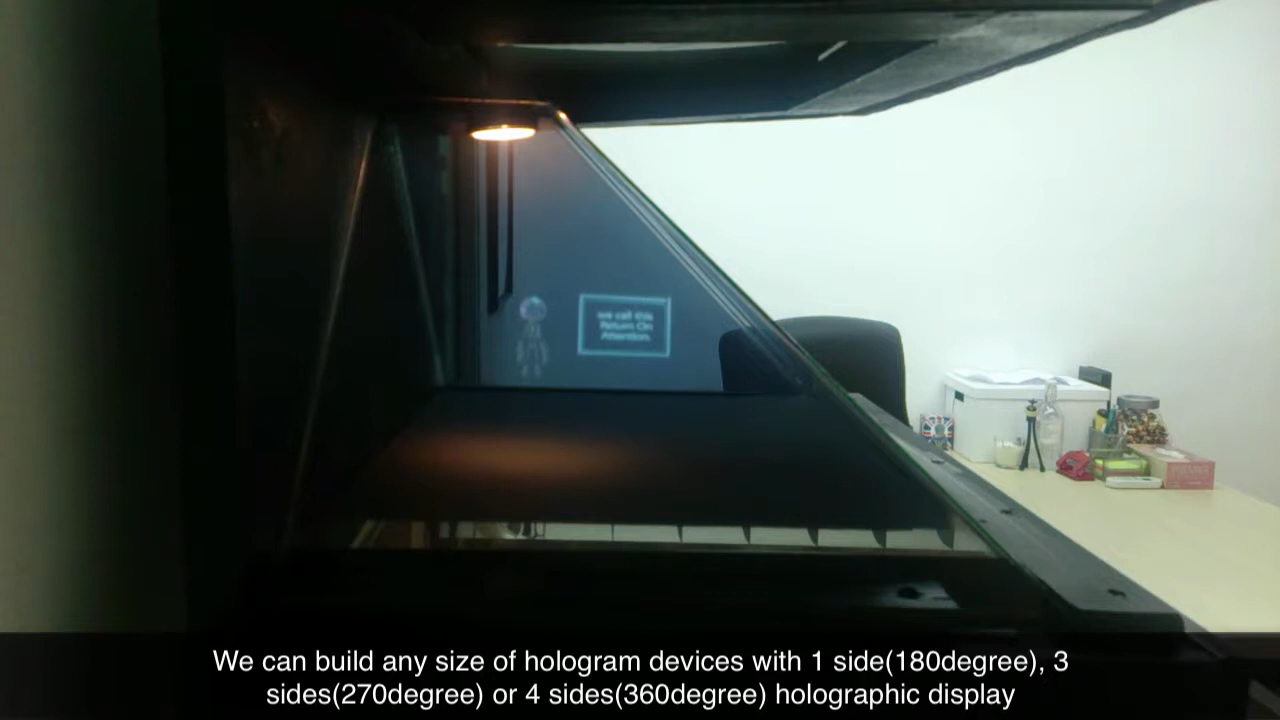 we call this
Return On
Attention.
We can build any size of hologram devices with 1 side(180degree), 3
sides(270degree) or 4 sides(360degree) holographic display